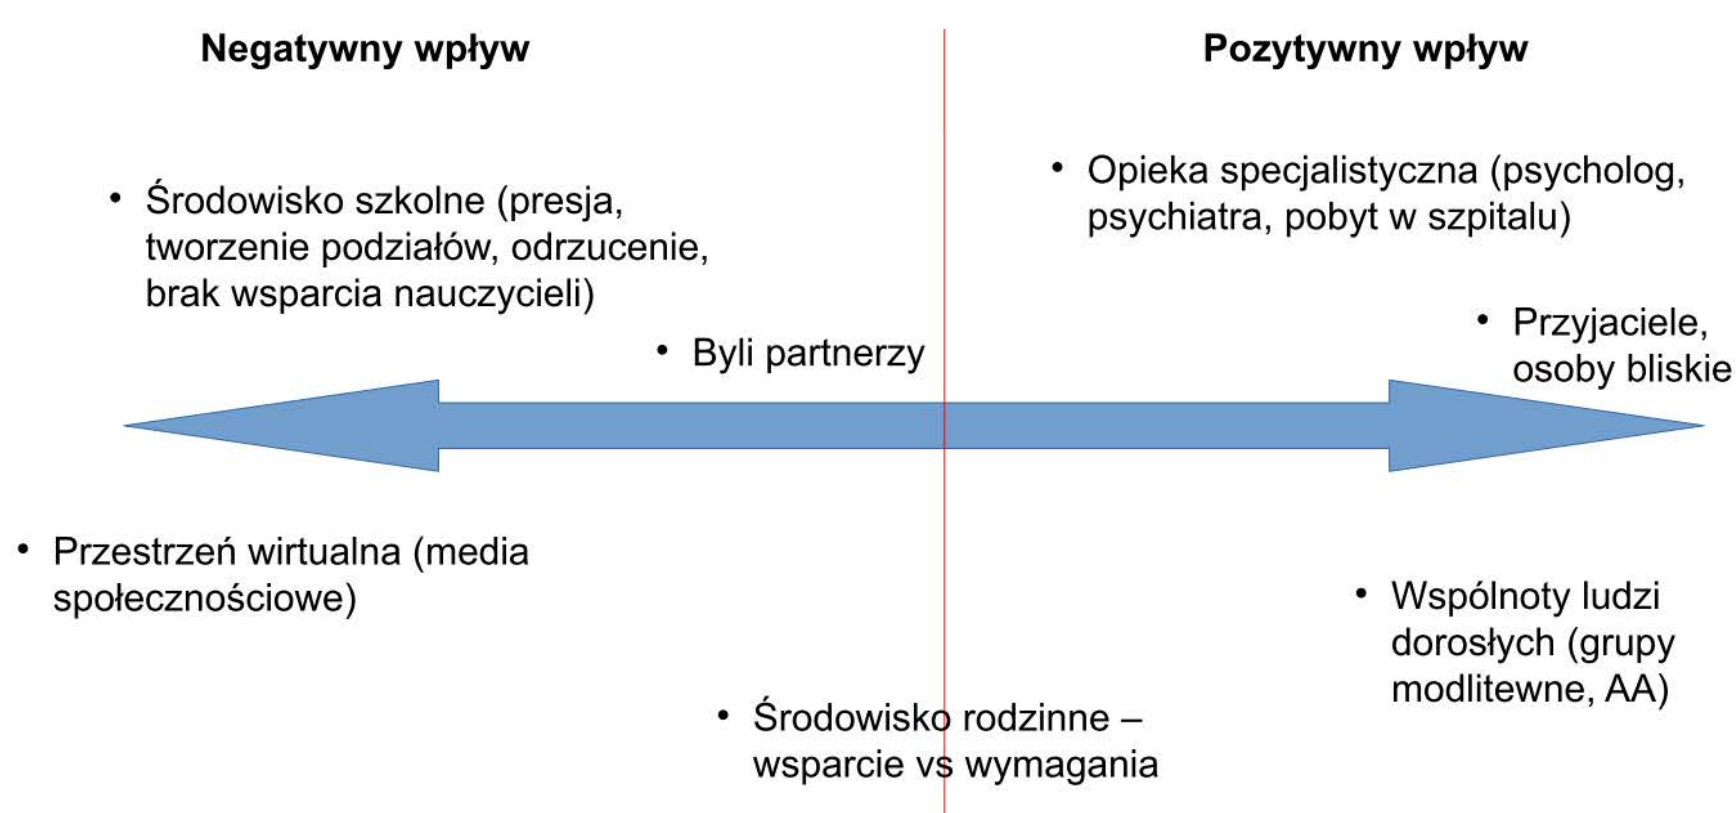 Negatywny wpływ
Pozytywny wpływ
• Środowisko szkolne (presja,
tworzenie podziałów, odrzucenie,
brak wsparcia nauczycieli)
• Opieka specjalistyczna (psycholog,
psychiatra, pobyt w szpitalu)
• Byli partnerzy
• Przyjaciele,
osoby bliskie
• Przestrzeń wirtualna (media
społecznościowe)
• Wspólnoty ludzi
dorosłych (grupy
modlitewne, AA)
• Środowisko rodzinne –
wsparcie vs wymagania